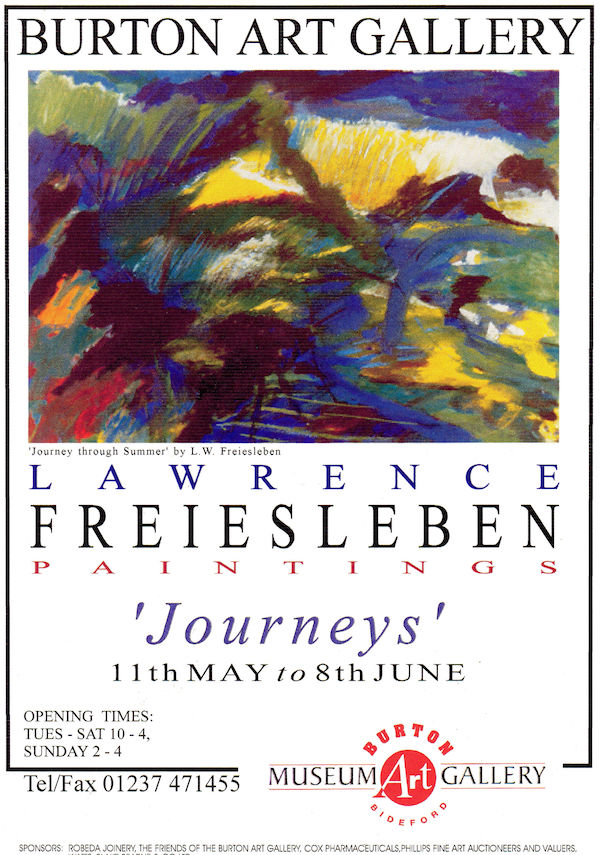 BURTON ART GALLERY
'Journey through Summer' by L.W. Freiesleben
LAWRENCE
FREIESLEBEN
PAINTINGS
'Journeys'
11th MAY to 8th JUNE
OPENING TIMES:
TUES - SAT 10 - 4,
SUNDAY 2 - 4
Tel/Fax 01237 471455
BURTON
MUSEUM Art GALLERY
BIDEFORD
SPONSORS: ROBEDA JOINERY, THE FRIENDS OF THE BURTON ART GALLERY, COX PHARMACEUTICALS,PHILLIPS FINE ART AUCTIONEERS AND VALUERS,